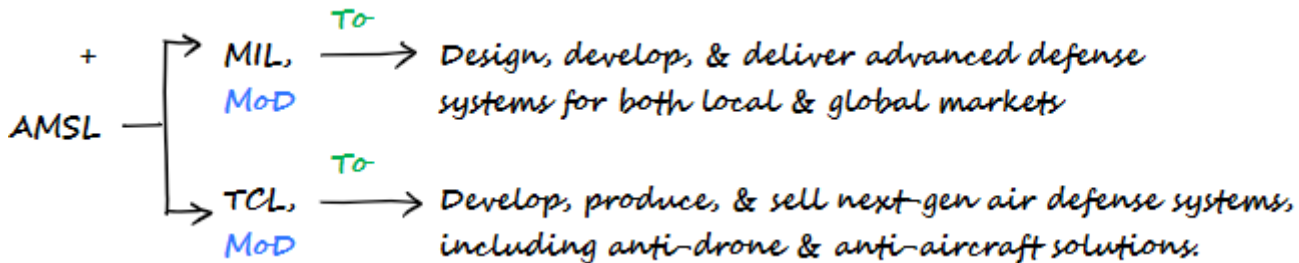 To
+ MIL, Design, develop, & deliver advanced defense
MoD systems for both local & global markets
AMSL
To
TCL, Develop, produce, & sell next-gen air defense systems,
MoD including anti-drone & anti-aircraft solutions.